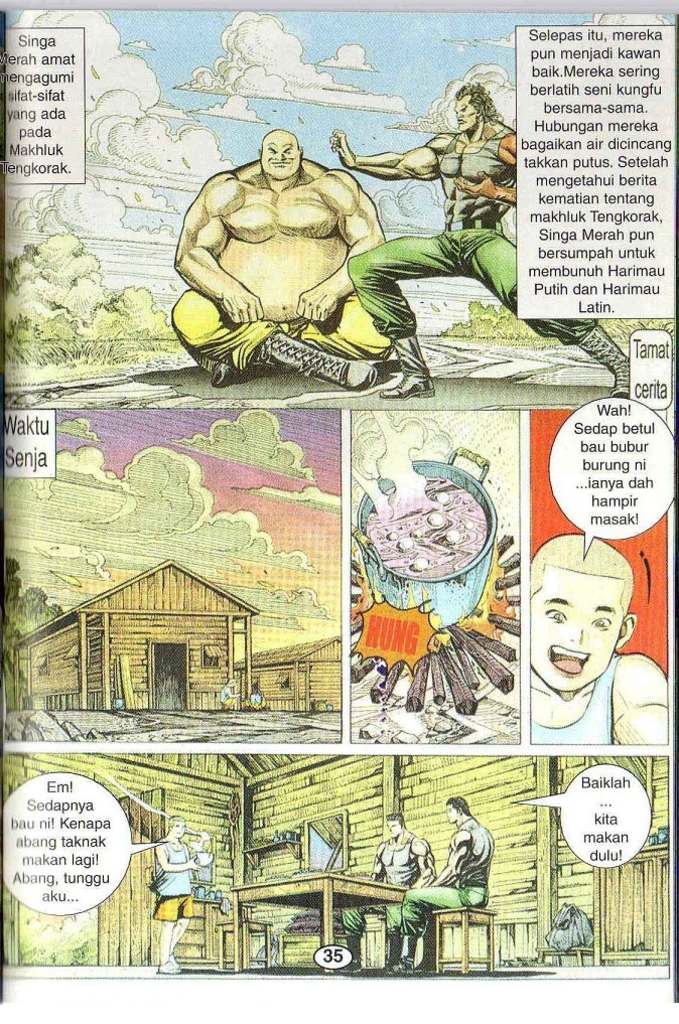 Singa
Merah amat
mengagumi
sifat-sifat
yang ada
pada
Makhluk
Tengkorak.
Selepas itu, mereka
pun menjadi kawan
baik.Mereka sering
berlatih seni kungfu
bersama-sama.
Hubungan mereka
bagaikan air dicincang
takkan putus. Setelah
mengetahui berita
kematian tentang
makhluk Tengkorak,
Singa Merah pun
bersumpah untuk
membunuh Harimau
Putih dan Harimau
Latin.
Tamat
cerita
Waktu
Senja
HUNG
Wah!
Sedap betul
bau bubur
burung ni
...ianya dah
hampir
masak!
Em!
Sedapnya
bau ni! Kenapa
abang taknak
makan lagi!
Abang, tunggu
aku...
Baiklah
...
kita
makan
dulu!
35